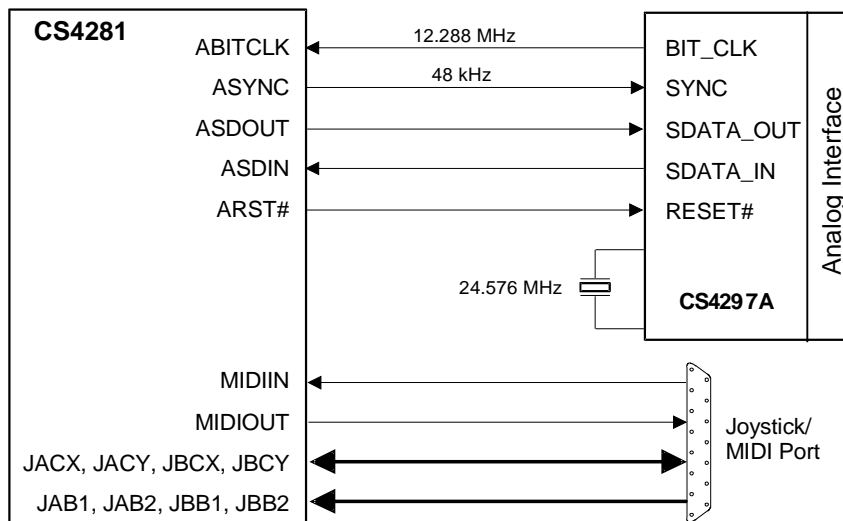 CS4281
ABITCLK
12.288 MHz
BIT_CLK
ASYNC
48 kHz
SYNC
ASDOUT
SDATA_OUT
ASDIN
SDATA_IN
ARST#
RESET#
Analog Interface
24.576 MHz
CS4297A
MIDIIN
MIDIOUT
JACX, JACY, JBCX, JBCY
JAB1, JAB2, JBB1, JBB2
Joystick/
MIDI Port